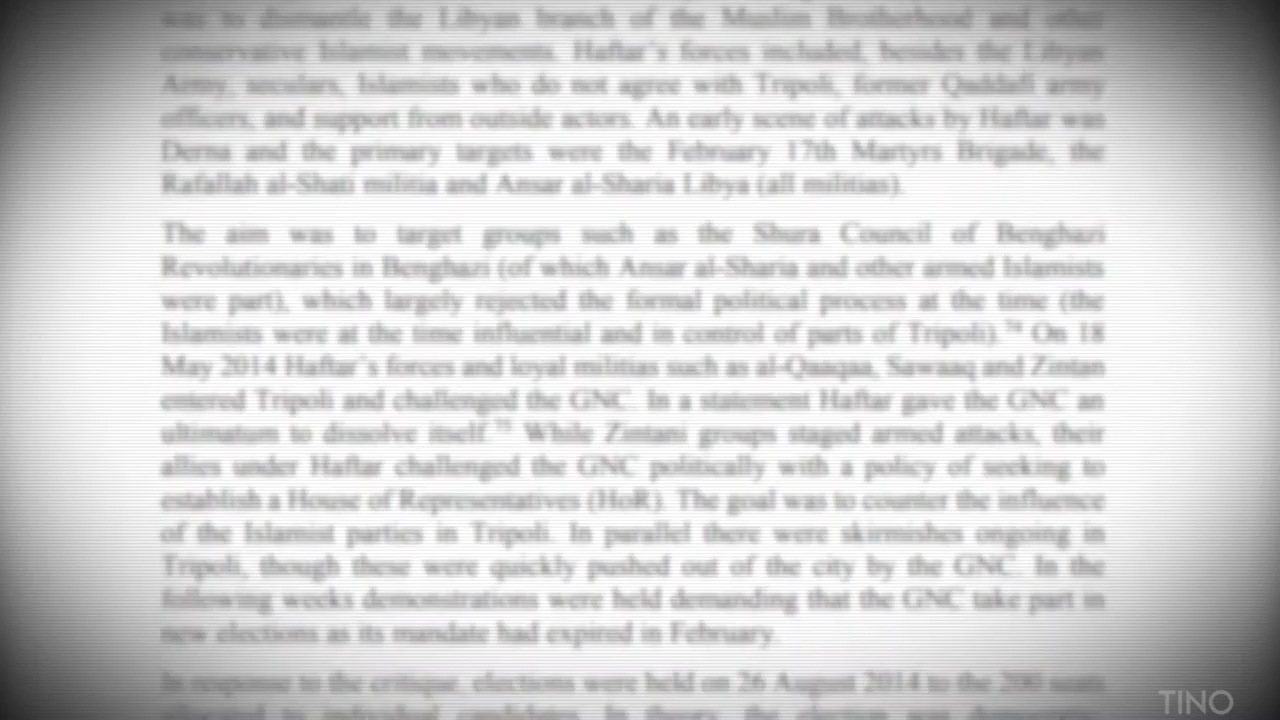 was to dismantle the Libyan branch of the Muslim Brotherhood and other
conservative Islamist movements. Haftar's forces included, besides the Libyan
Army, seculars, Islamists who do not agree with Tripoli, former Qaddafi army
officers, and support from outside actors. An early scene of attacks by Haftar was
Derna and the primary targets were the February 17th Martyrs Brigade, the
Rafallah al-Shati militia and Ansar al-Sharia Libya (all militias).
The aim was to target groups such as the Shura Council of Benghazi
Revolutionaries in Benghazi (of which Ansar al-Sharia and other armed Islamists
were part), which largely rejected the formal political process at the time (the
Islamists were at the time influential and in control of parts of Tripoli).74 On 18
May 2014 Haftar's forces and loyal militias such as al-Qaaqaa, Sawaaq and Zintan
entered Tripoli and challenged the GNC. In a statement Haftar gave the GNC an
ultimatum to dissolve itself.75 While Zintani groups staged armed attacks, their
allies under Haftar challenged the GNC politically with a policy of seeking to
establish a House of Representatives (HoR). The goal was to counter the influence
of the Islamist parties in Tripoli. In parallel there were skirmishes ongoing in
Tripoli, though these were quickly pushed out of the city by the GNC. In the
following weeks demonstrations were held demanding that the GNC take part in
new elections as its mandate had expired in February.
In response to the critique, elections were held on 26 August 2014 to the 200 seats
TINO